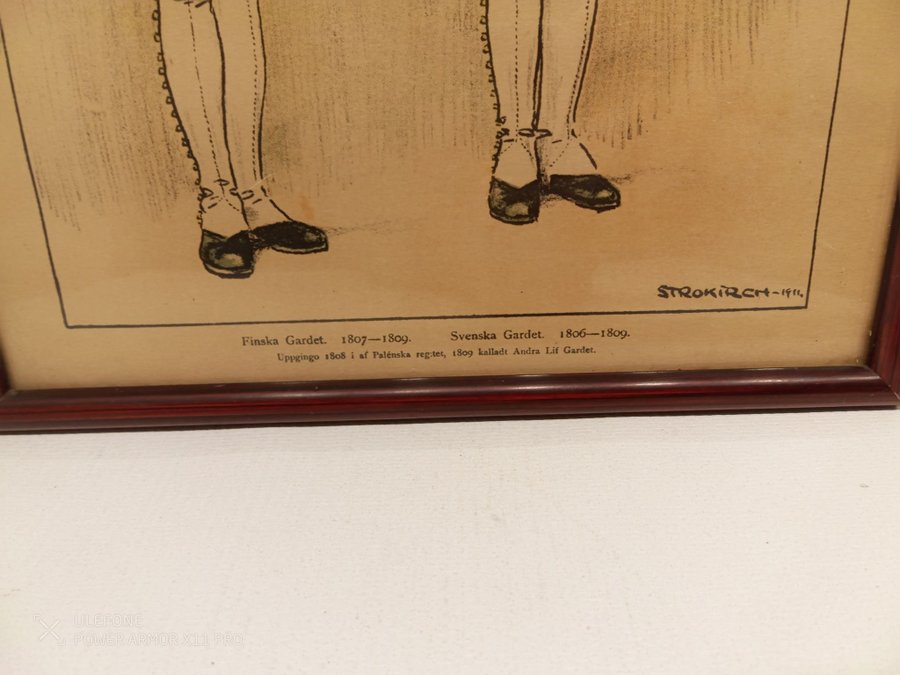 STROKIRCH-1911.
Finska Gardet. 1807—1809. Svenska Gardet. 1806—1809.
Uppgingo 1808 i af Palénska reg:tet, 1809 kalladt Andra Lif Gardet.
ULEFONE
POWER ARMOR X11 PRO